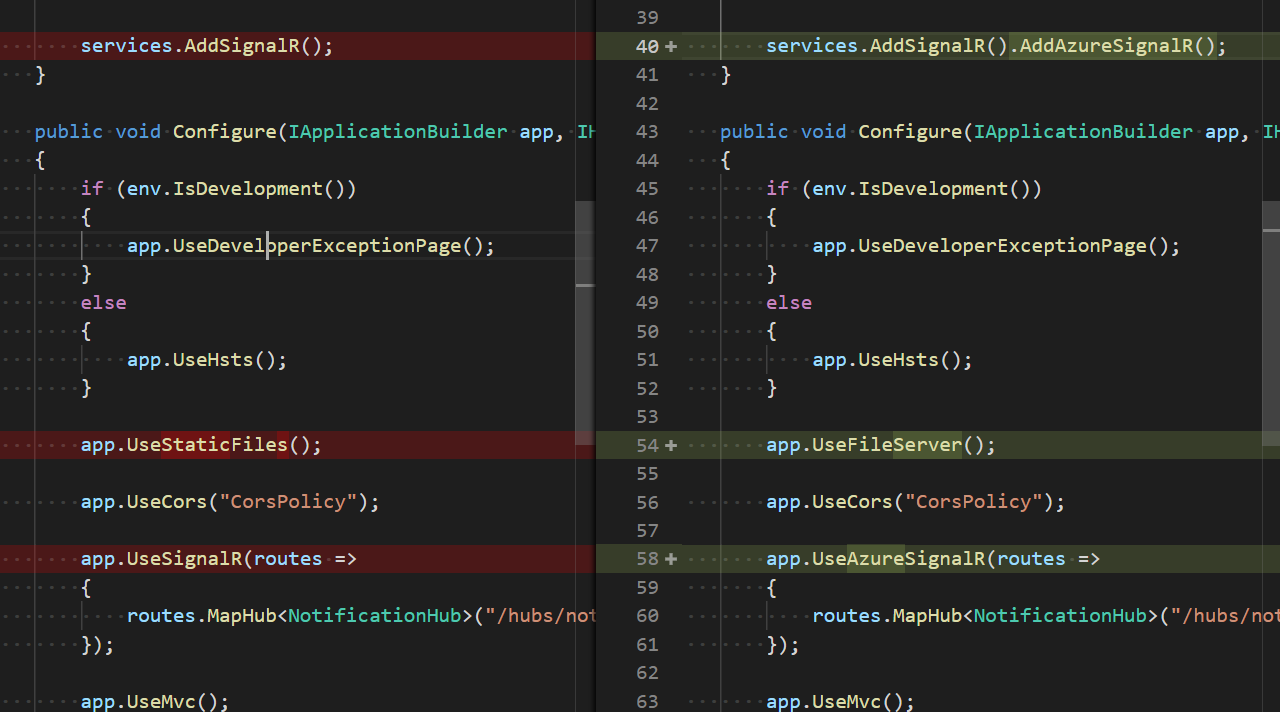 services.AddSignalR();
}
public void Configure(IApplicationBuilder app, IH
{
if (env.IsDevelopment())
{
app.UseDeveloperExceptionPage();
}
else
{
app.UseHsts();
}
app.UseStaticFiles();
app.UseCors("CorsPolicy");
app.UseSignalR(routes =>
{
routes.MapHub<NotificationHub>("/hubs/not
});
app.UseMvc();
39
40+ services.AddSignalR().AddAzureSignalR();
41 }
42
43 public void Configure(IApplicationBuilder app, IH
44 {
45 if (env.IsDevelopment())
46 {
47 app.UseDeveloperExceptionPage();
48 }
49 else
50 {
51 app.UseHsts();
52 }
53
54+ app.UseFileServer();
55
56 app.UseCors("CorsPolicy");
57
58+ app.UseAzureSignalR(routes =>
59 {
60 routes.MapHub<NotificationHub>("/hubs/not
61 });
62
63 app.UseMvc();